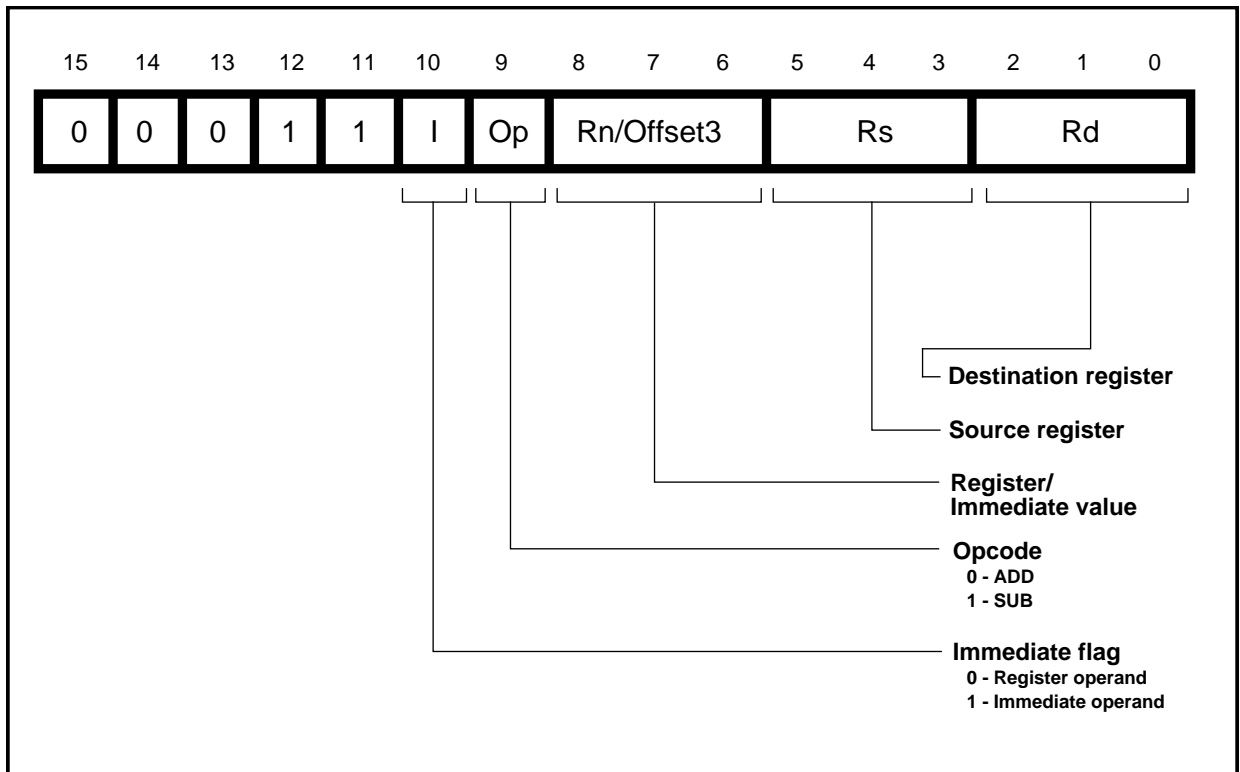 15 14 13 12 11 10 9 8 7 6 5 4 3 2 1 0
0 0 0 1 1 I Op Rn/Offset3 Rs Rd
Destination register
Source register
Register/
Immediate value
Opcode
0 - ADD
1 - SUB
Immediate flag
0 - Register operand
1 - Immediate operand